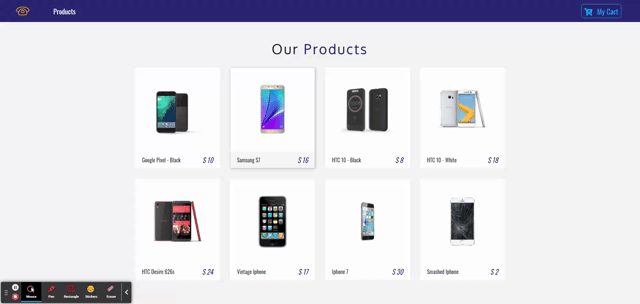 Products
My Cart
Our Products
Google Pixel - Black $ 10
Samsung S7 $ 16
HTC 10 - Black $ 8
HTC 10 - White $ 18
HTC Desire 626s $ 24
Vintage Iphone $ 17
Iphone 7 $ 30
Smashed Iphone $ 2
Mouse Pen Rectangle Stickers Eraser